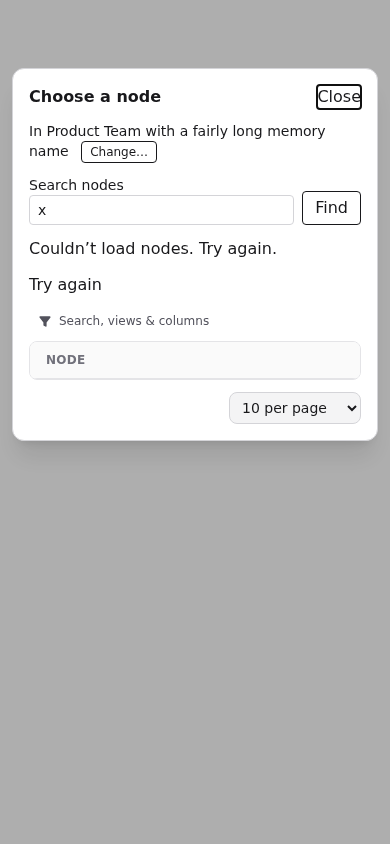 Choose a node
Close
In Product Team with a fairly long memory
name Change…
Search nodes
x
Find
Couldn’t load nodes. Try again.
Try again
Search, views & columns
NODE
10 per page